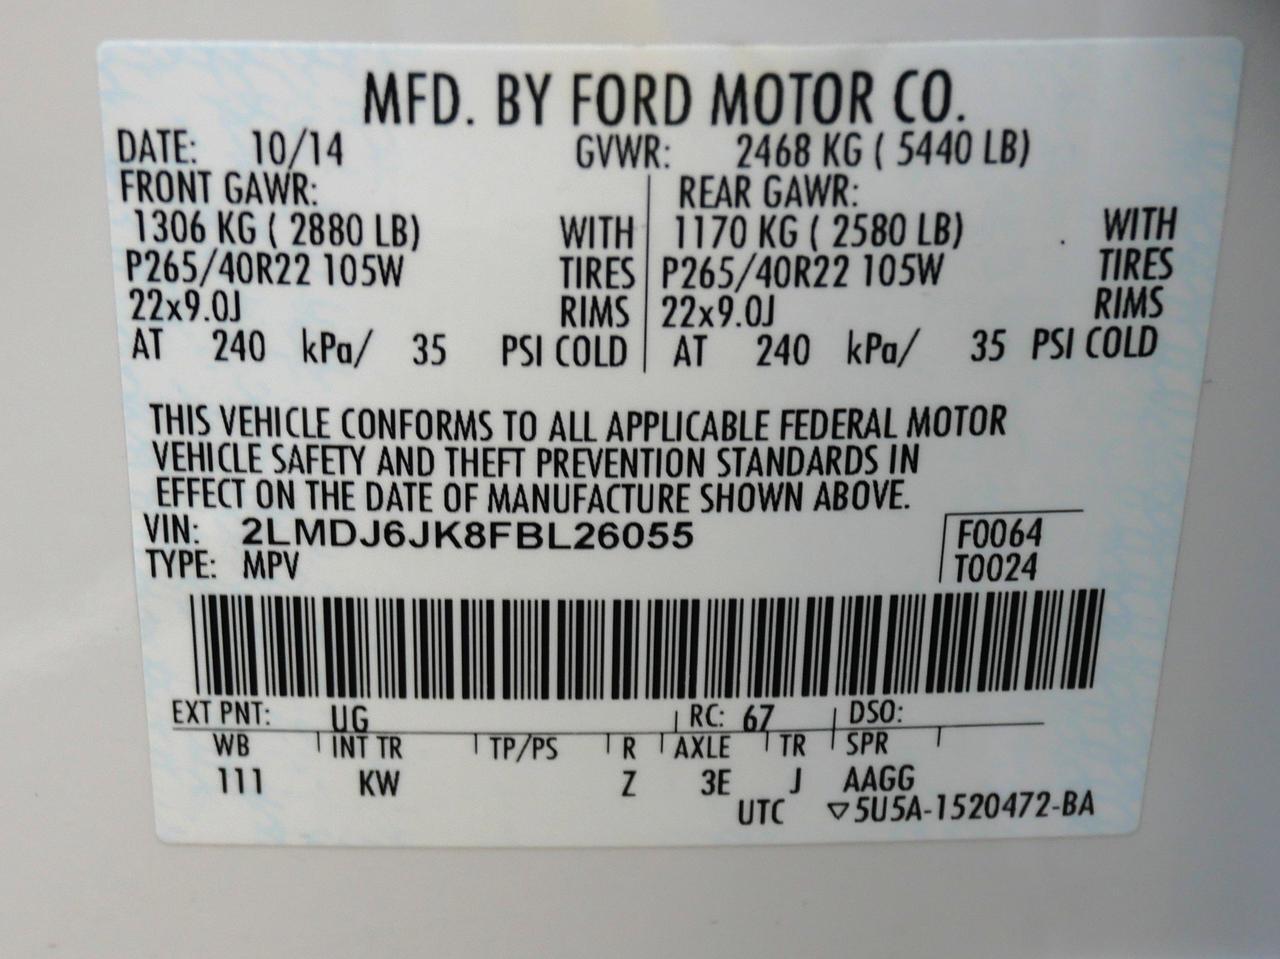 MFD. BY FORD MOTOR CO.
DATE: 10/14 GVWR: 2468 KG ( 5440 LB)
FRONT GAWR: REAR GAWR:
1306 KG ( 2880 LB) WITH 1170 KG ( 2580 LB) WITH
P265/40R22 105W TIRES P265/40R22 105W TIRES
22x9.0J RIMS 22x9.0J RIMS
AT 240 kPa/ 35 PSI COLD AT 240 kPa/ 35 PSI COLD
THIS VEHICLE CONFORMS TO ALL APPLICABLE FEDERAL MOTOR
VEHICLE SAFETY AND THEFT PREVENTION STANDARDS IN
EFFECT ON THE DATE OF MANUFACTURE SHOWN ABOVE.
VIN: 2LMDJ6JK8FBL26055 F0064
TYPE: MPV T0024
EXT PNT: UG RC: 67 DSO:
WB INT TR TP/PS R AXLE TR SPR
111 KW Z 3E J AAGG
UTC ▽5U5A-1520472-BA